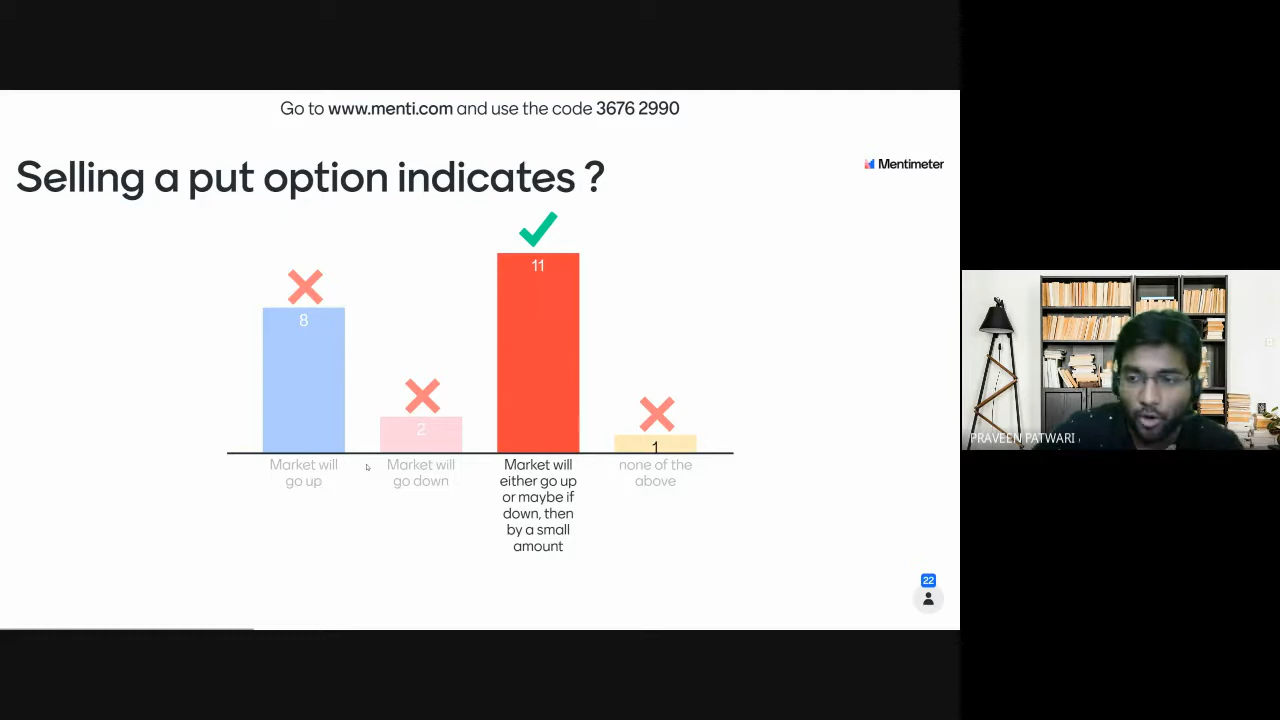 Go to www.menti.com and use the code 3676 2990
Selling a put option indicates ?
Mentimeter
8
2
11
1
Market will
go up
Market will
go down
Market will
either go up
or maybe if
down, then
by a small
amount
none of the
above
22
PRAVEEN PATWARI